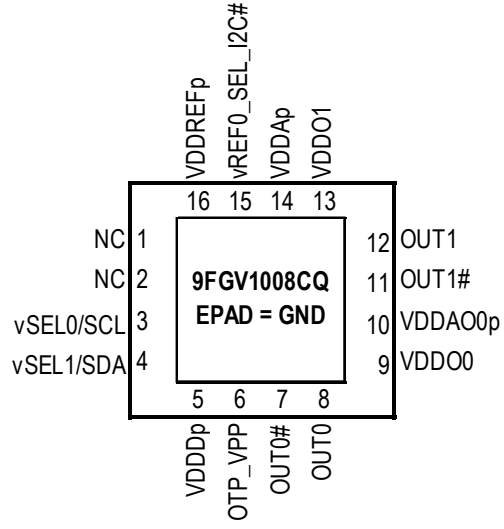 VDDREFp
vREF0_SEL_I2C#
VDDAp
VDDO1
16 15 14 13
NC 1
NC 2
vSEL0/SCL 3
vSEL1/SDA 4
9FGV1008CQ
EPAD = GND
12 OUT1
11 OUT1#
10 VDDAO0p
9 VDDO0
5 6 7 8
VDDDp
OTP_VPP
OUT0#
OUT0